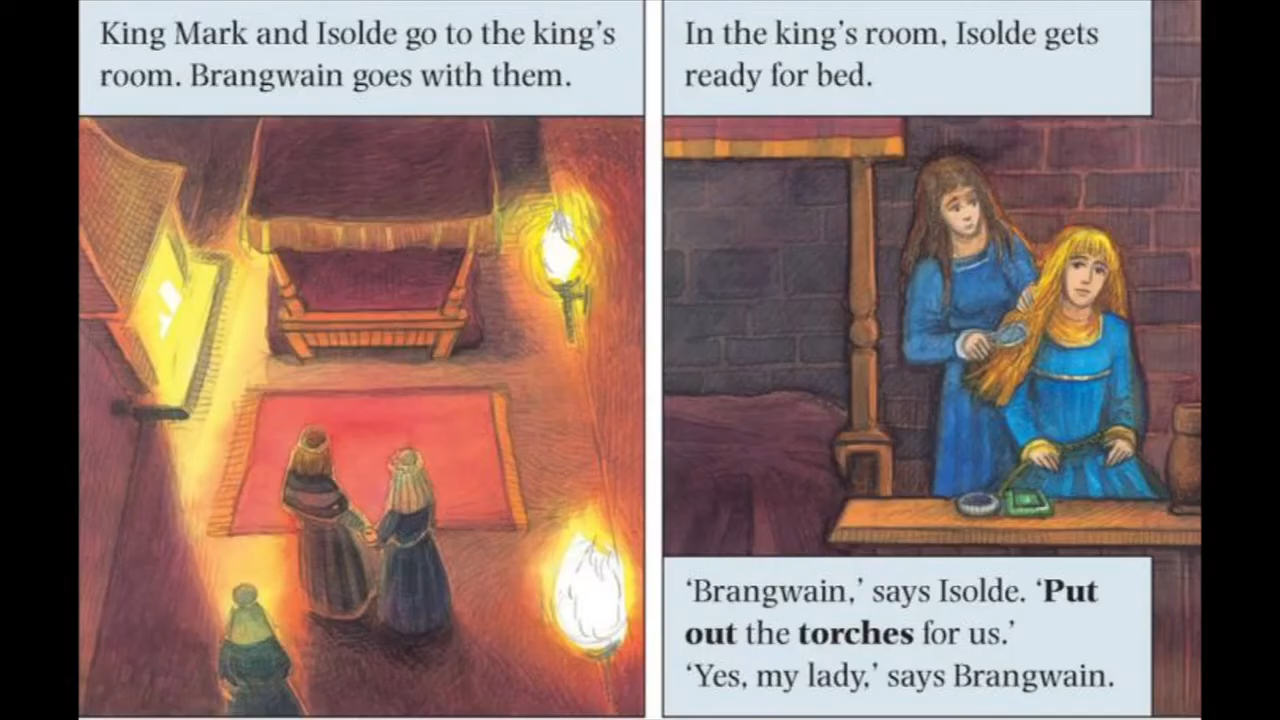 King Mark and Isolde go to the king’s
room. Brangwain goes with them.
In the king’s room, Isolde gets
ready for bed.
‘Brangwain,’ says Isolde. ‘Put
out the torches for us.’
‘Yes, my lady,’ says Brangwain.